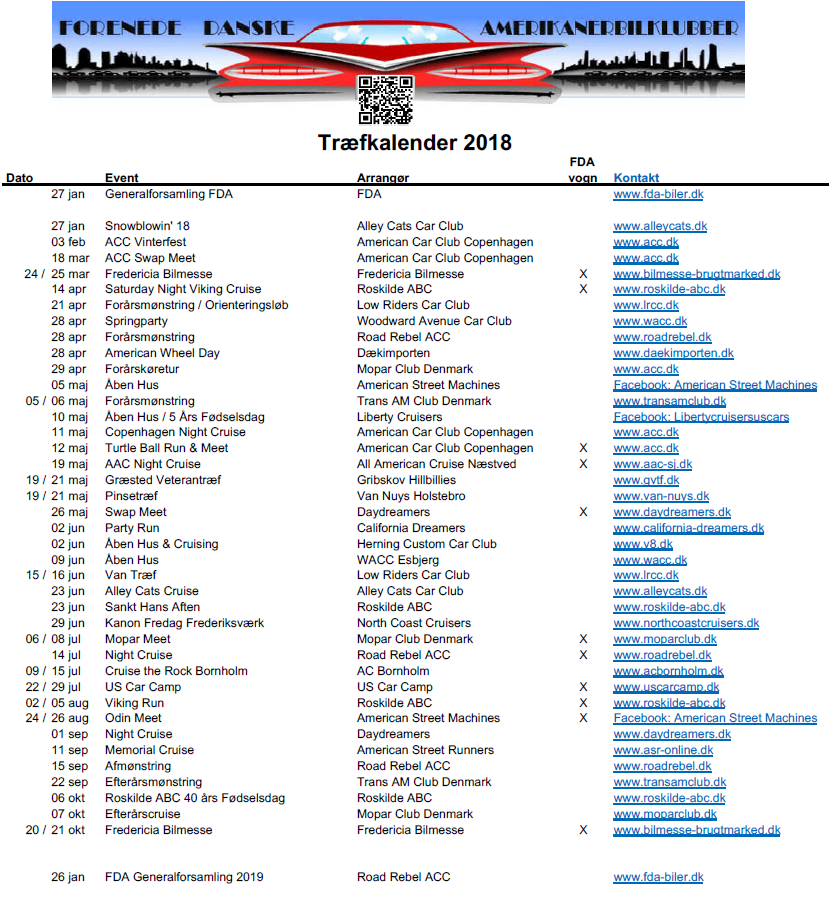 FORENEDE DANSKE AMERIKANERBILKLUBBER
Træfkalender 2018
FDA
Dato Event Arrangør vogn Kontakt
27 jan Generalforsamling FDA FDA www.fda-biler.dk
27 jan Snowblowin' 18 Alley Cats Car Club www.alleycats.dk
03 feb ACC Vinterfest American Car Club Copenhagen www.acc.dk
18 mar ACC Swap Meet American Car Club Copenhagen www.acc.dk
24 / 25 mar Fredericia Bilmesse Fredericia Bilmesse X www.bilmesse-brugtmarked.dk
14 apr Saturday Night Viking Cruise Roskilde ABC X www.roskilde-abc.dk
21 apr Forårsmønstring / Orienteringsløb Low Riders Car Club www.lrcc.dk
28 apr Springparty Woodward Avenue Car Club www.wacc.dk
28 apr Forårsmønstring Road Rebel ACC www.roadrebel.dk
28 apr American Wheel Day Dækimporten www.daekimporten.dk
29 apr Forårskøretur Mopar Club Denmark www.acc.dk
05 maj Åben Hus American Street Machines Facebook: American Street Machines
05 / 06 maj Forårsmønstring Trans AM Club Denmark www.transamclub.dk
10 maj Åben Hus / 5 Års Fødselsdag Liberty Cruisers Facebook: Libertycruisersuscars
11 maj Copenhagen Night Cruise American Car Club Copenhagen www.acc.dk
12 maj Turtle Ball Run & Meet American Car Club Copenhagen X www.acc.dk
19 maj AAC Night Cruise All American Cruise Næstved X www.aac-sj.dk
19 / 21 maj Græsted Veterantræf Gribskov Hillbillies www.gvtf.dk
19 / 21 maj Pinsetræf Van Nuys Holstebro www.van-nuys.dk
26 maj Swap Meet Daydreamers X www.daydreamers.dk
02 jun Party Run California Dreamers www.california-dreamers.dk
02 jun Åben Hus & Cruising Herning Custom Car Club www.v8.dk
09 jun Åben Hus WACC Esbjerg www.wacc.dk
15 / 16 jun Van Træf Low Riders Car Club www.lrcc.dk
23 jun Alley Cats Cruise Alley Cats Car Club www.alleycats.dk
23 jun Sankt Hans Aften Roskilde ABC www.roskilde-abc.dk
29 jun Kanon Fredag Frederiksværk North Coast Cruisers www.northcoastcruisers.dk
06 / 08 jul Mopar Meet Mopar Club Denmark X www.moparclub.dk
14 jul Night Cruise Road Rebel ACC X www.roadrebel.dk
09 / 15 jul Cruise the Rock Bornholm AC Bornholm www.acbornholm.dk
22 / 29 jul US Car Camp US Car Camp X www.uscarcamp.dk
02 / 05 aug Viking Run Roskilde ABC X www.roskilde-abc.dk
24 / 26 aug Odin Meet American Street Machines X Facebook: American Street Machines
01 sep Night Cruise Daydreamers www.daydreamers.dk
11 sep Memorial Cruise American Street Runners www.asr-online.dk
15 sep Afmønstring Road Rebel ACC www.roadrebel.dk
22 sep Efterårsmønstring Trans AM Club Denmark www.transamclub.dk
06 okt Roskilde ABC 40 års Fødselsdag Roskilde ABC www.roskilde-abc.dk
07 okt Efterårscruise Mopar Club Denmark www.moparclub.dk
20 / 21 okt Fredericia Bilmesse Fredericia Bilmesse X www.bilmesse-brugtmarked.dk
26 jan FDA Generalforsamling 2019 Road Rebel ACC www.fda-biler.dk